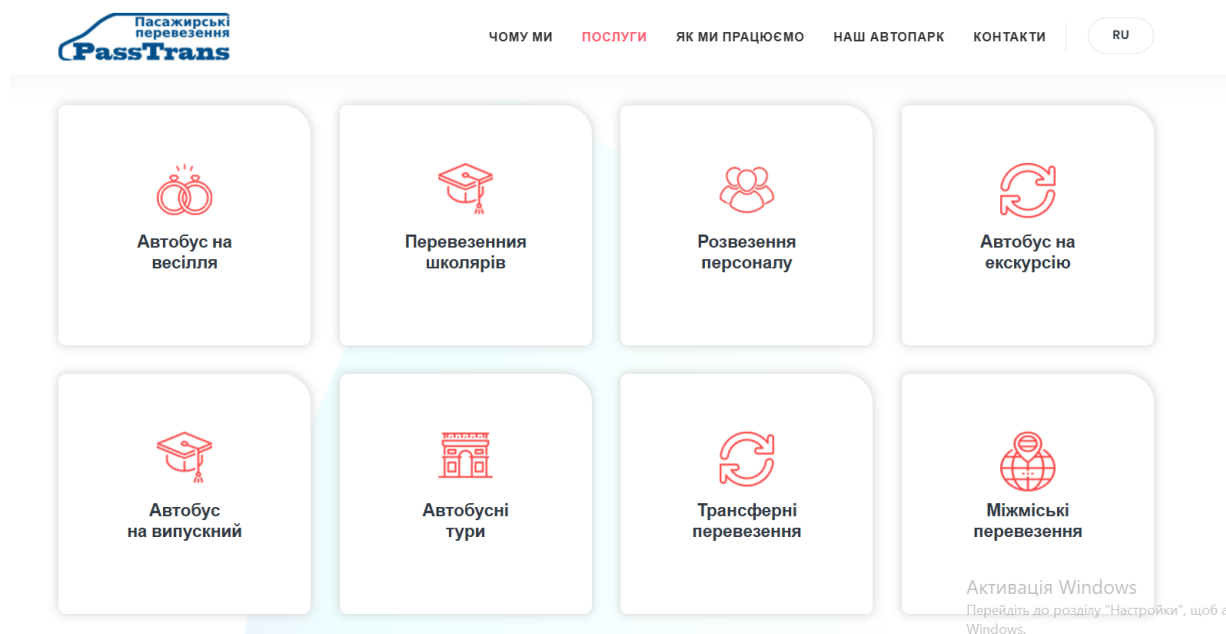 Пасажирські
перевезення
PassTrans
ЧОМУ МИ ПОСЛУГИ ЯК МИ ПРАЦЮЄМО НАШ АВТОПАРК КОНТАКТИ RU
Автобус на
весілля
Перевезенния
школярів
Розвезення
персоналу
Автобус на
екскурсію
Автобус
на випускний
Автобусні
тури
Трансферні
перевезення
Міжміські
перевезення
Активація Windows
Перейдіть до розділу "Настройки", щоб а
Windows.